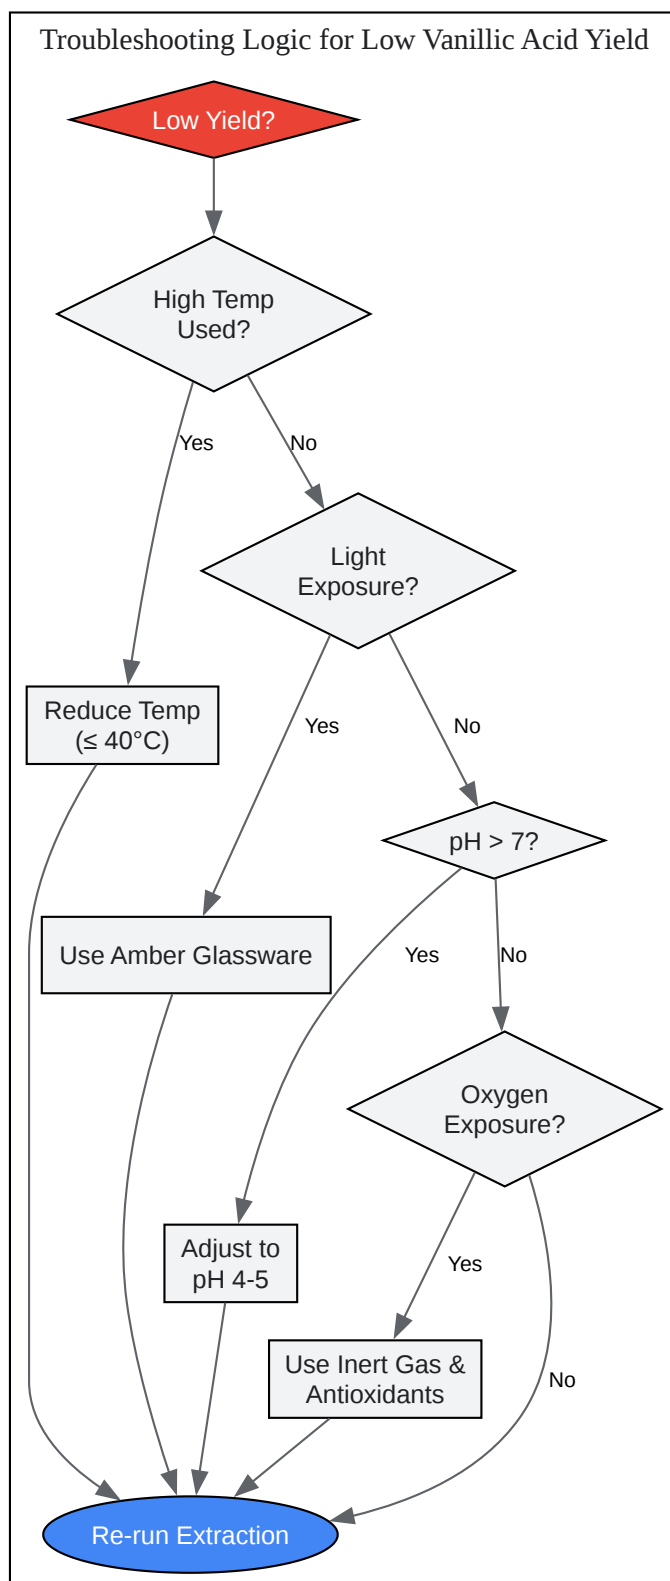 Troubleshooting Logic for Low Vanillic Acid Yield
Low Yield?
High Temp
Used?
Yes
No
Light
Exposure?
Reduce Temp
(≤ 40°C)
Yes
No
pH > 7?
Use Amber Glassware
Yes
No
Oxygen
Exposure?
Adjust to
pH 4-5
Yes
Use Inert Gas &
Antioxidants
No
Re-run Extraction